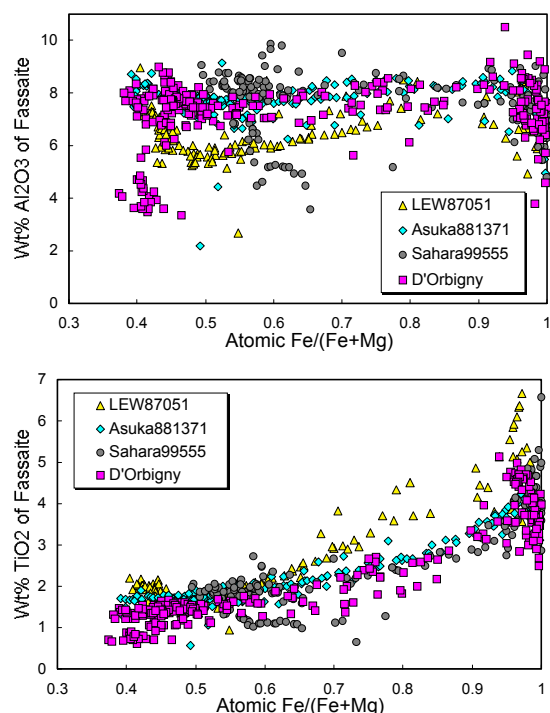 Wt% Al2O3 of Fassaite
10
8
6
4
2
0
LEW87051
Asuka881371
Sahara99555
D'Orbigny
0.3 0.4 0.5 0.6 0.7 0.8 0.9 1
Atomic Fe/(Fe+Mg)
Wt% TiO2 of Fassaite
7
6
5
4
3
2
1
0
LEW87051
Asuka881371
Sahara99555
D'Orbigny
0.3 0.4 0.5 0.6 0.7 0.8 0.9 1
Atomic Fe/(Fe+Mg)